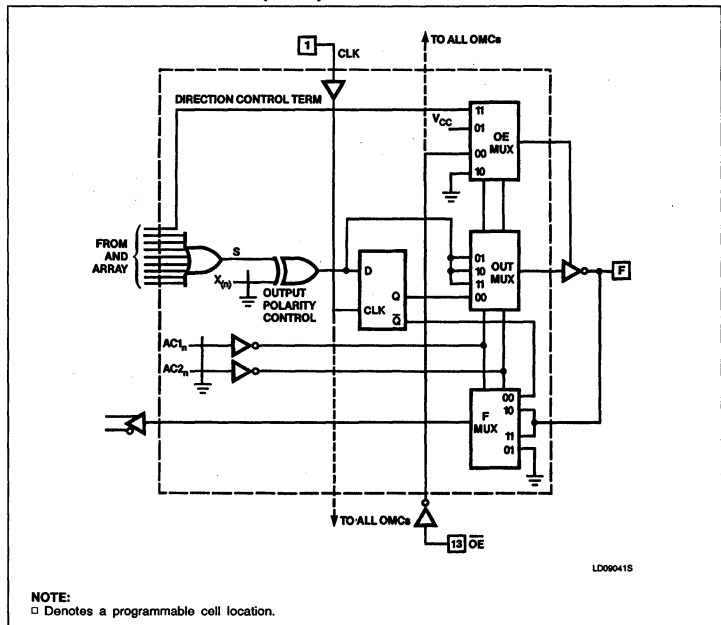 TO ALL OMCs
1
CLK
DIRECTION CONTROL TERM
11
VCC
01
OE
MUX
00
10
FROM
AND
ARRAY
S
X(n)
OUTPUT
POLARITY
CONTROL
D
Q
CLK
Q̅
01
10
11
00
OUT
MUX
F
AC1n
AC2n
00
10
F
MUX
11
01
TO ALL OMCs
13 O̅E̅
LD09041S
NOTE:
□ Denotes a programmable cell location.